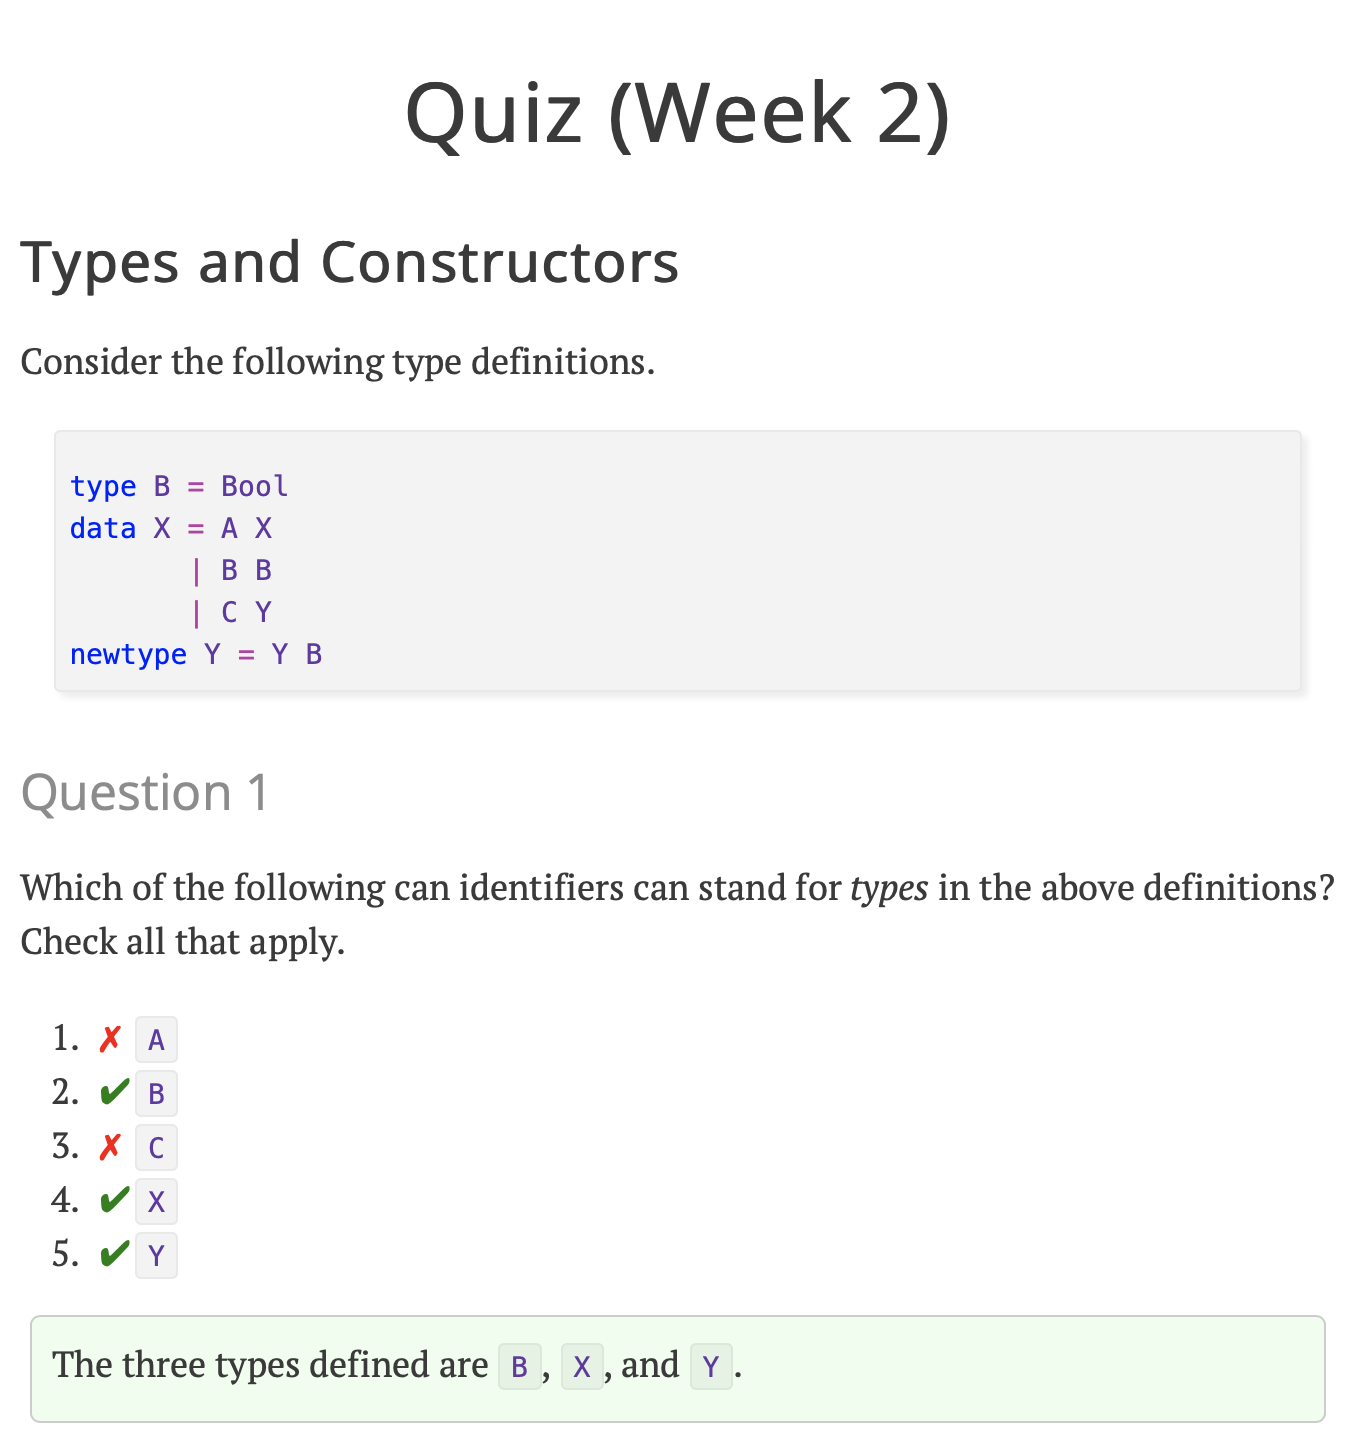 Quiz (Week 2)
Types and Constructors
Consider the following type definitions.
type B = Bool
data X = A X
       | B B
       | C Y
newtype Y = Y B
Question 1
Which of the following can identifiers can stand for types in the above definitions?
Check all that apply.
1. ✗ A
2. ✔ B
3. ✗ C
4. ✔ X
5. ✔ Y
The three types defined are B, X, and Y.